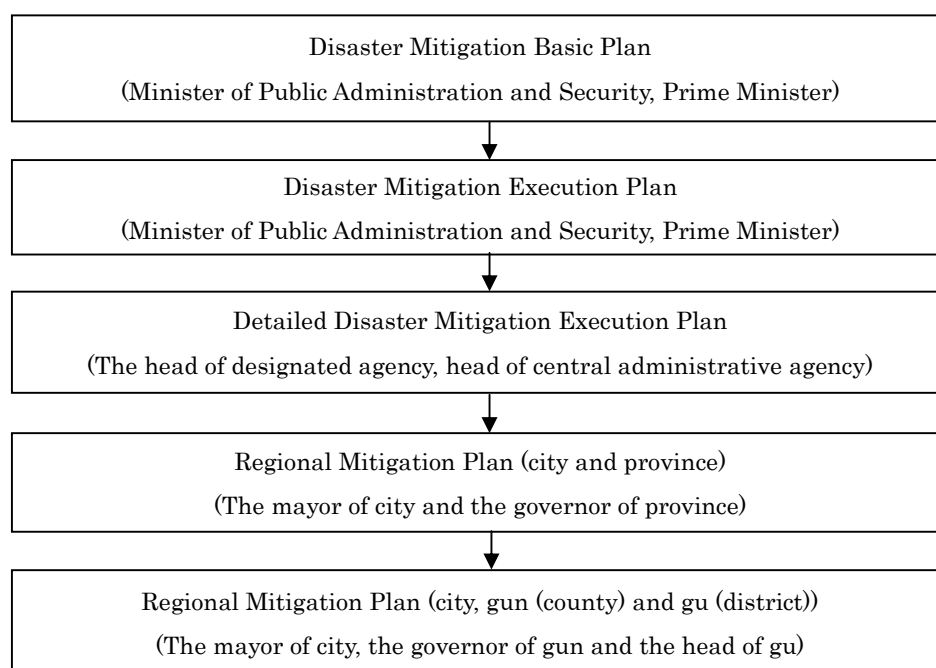 Disaster Mitigation Basic Plan
(Minister of Public Administration and Security, Prime Minister)
Disaster Mitigation Execution Plan
(Minister of Public Administration and Security, Prime Minister)
Detailed Disaster Mitigation Execution Plan
(The head of designated agency, head of central administrative agency)
Regional Mitigation Plan (city and province)
(The mayor of city and the governor of province)
Regional Mitigation Plan (city, gun (county) and gu (district))
(The mayor of city, the governor of gun and the head of gu)